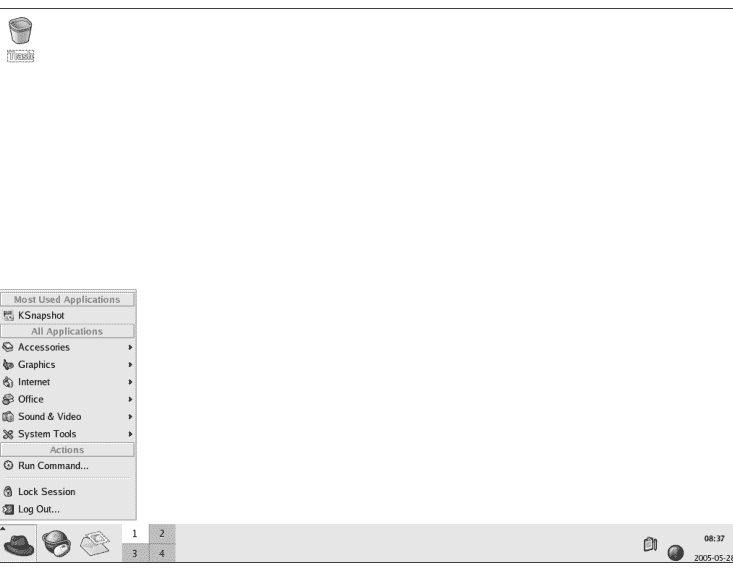 Trash
Most Used Applications
KSnapshot
All Applications
Accessories
Graphics
Internet
Office
Sound & Video
System Tools
Actions
Run Command...
Lock Session
Log Out...
1 2
3 4
08:37
2005-05-28